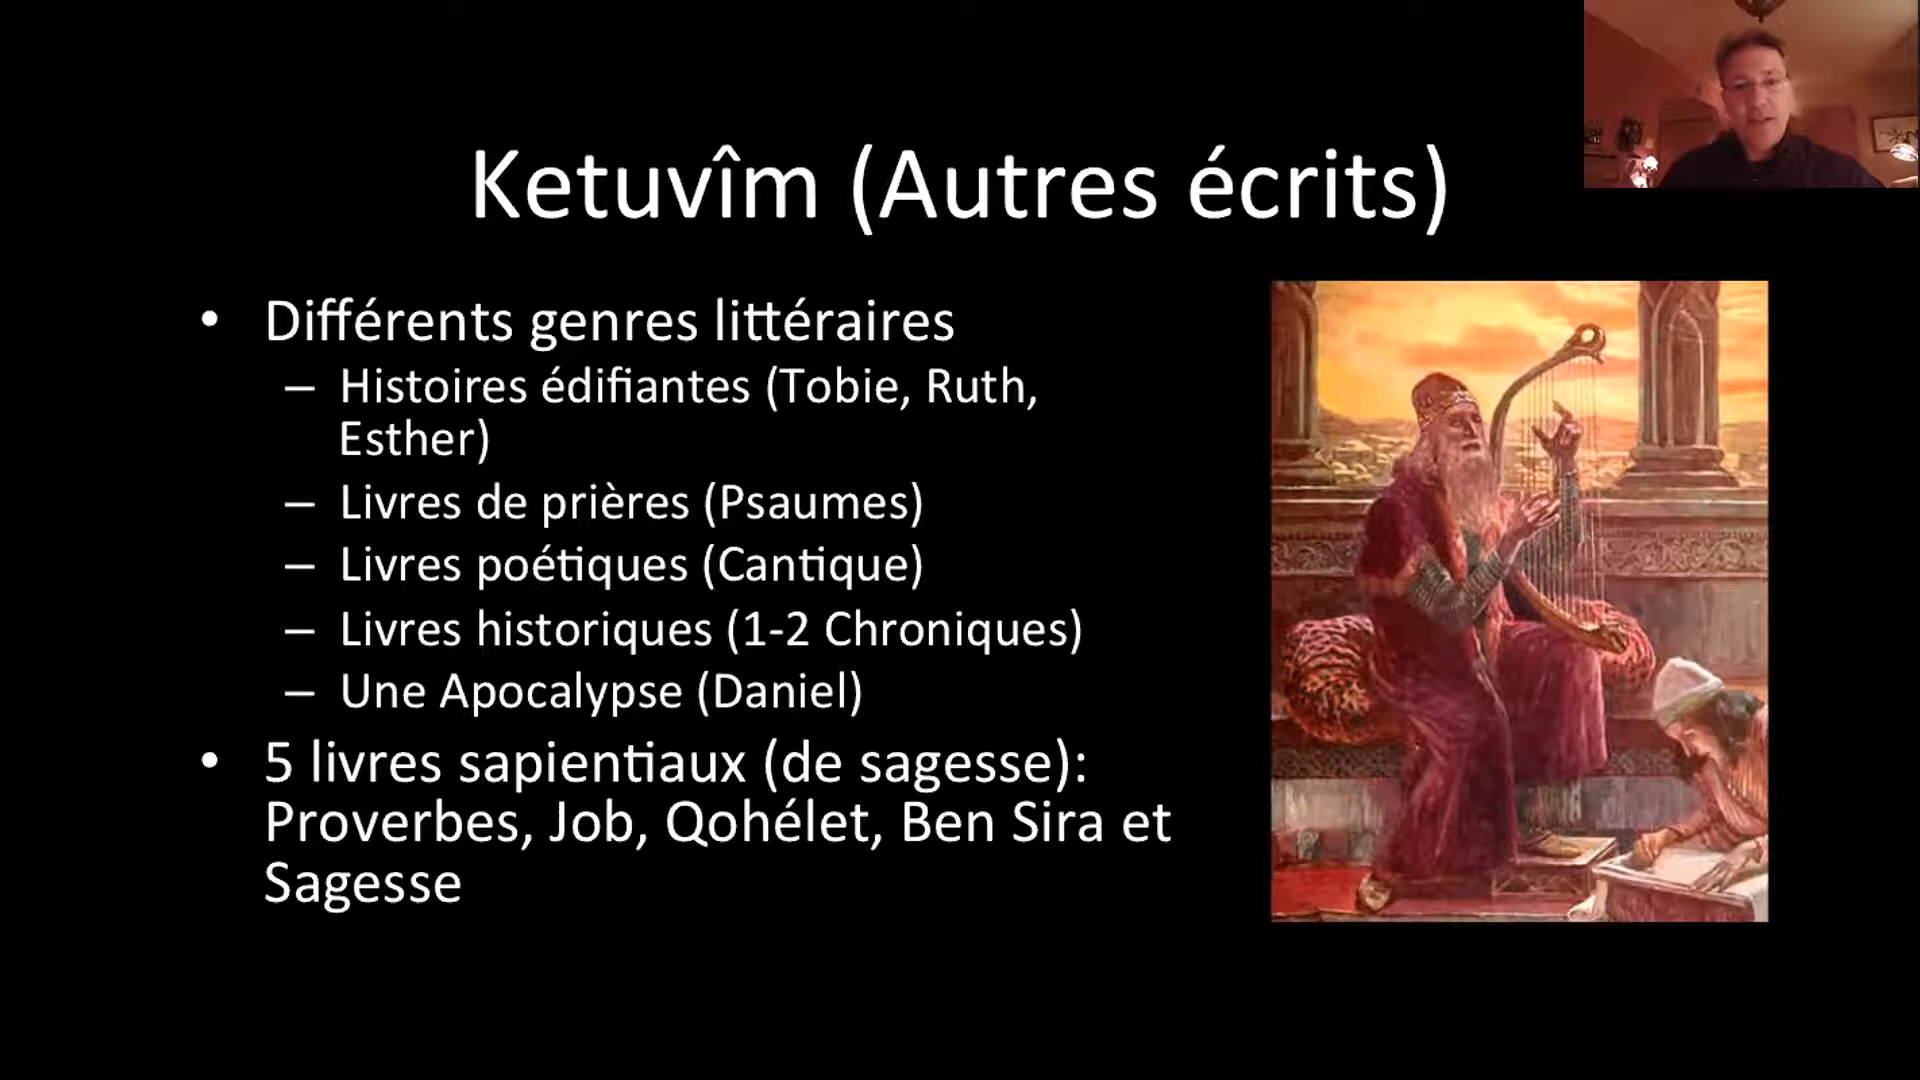 Ketuvîm (Autres écrits)
• Différents genres littéraires
– Histoires édifiantes (Tobie, Ruth,
Esther)
– Livres de prières (Psaumes)
– Livres poétiques (Cantique)
– Livres historiques (1-2 Chroniques)
– Une Apocalypse (Daniel)
• 5 livres sapientiaux (de sagesse):
Proverbes, Job, Qohélet, Ben Sira et
Sagesse